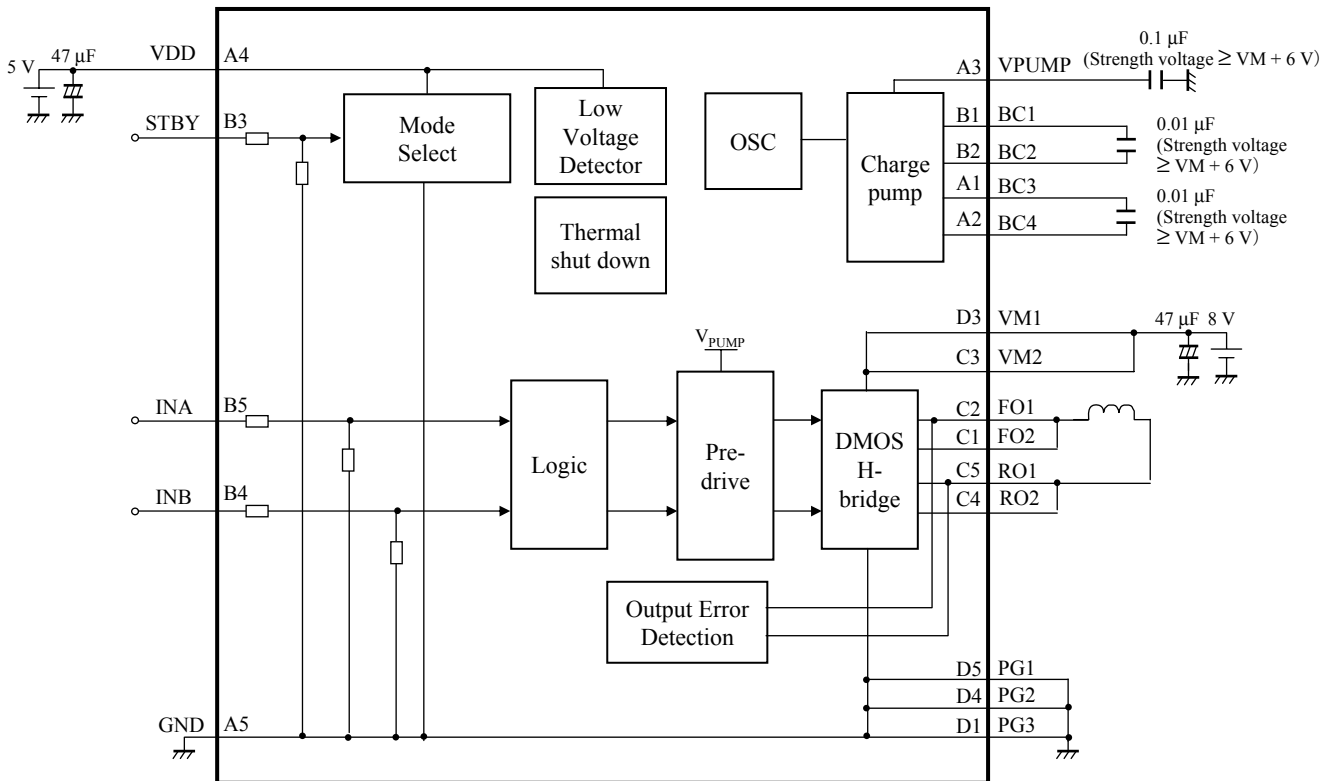 5 V
47 μF
VDD
A4
STBY
B3
Mode
Select
Low
Voltage
Detector
Thermal
shut down
OSC
Charge
pump
A3
VPUMP
0.1 μF
(Strength voltage ≥ VM + 6 V)
B1
BC1
B2
BC2
0.01 μF
(Strength voltage
≥ VM + 6 V)
A1
BC3
A2
BC4
0.01 μF
(Strength voltage
≥ VM + 6 V)
D3
VM1
C3
VM2
47 μF
8 V
VPUMP
INA
B5
INB
B4
Logic
Pre-
drive
DMOS
H-
bridge
C2
FO1
C1
FO2
C5
RO1
C4
RO2
Output Error
Detection
D5
PG1
D4
PG2
D1
PG3
GND
A5